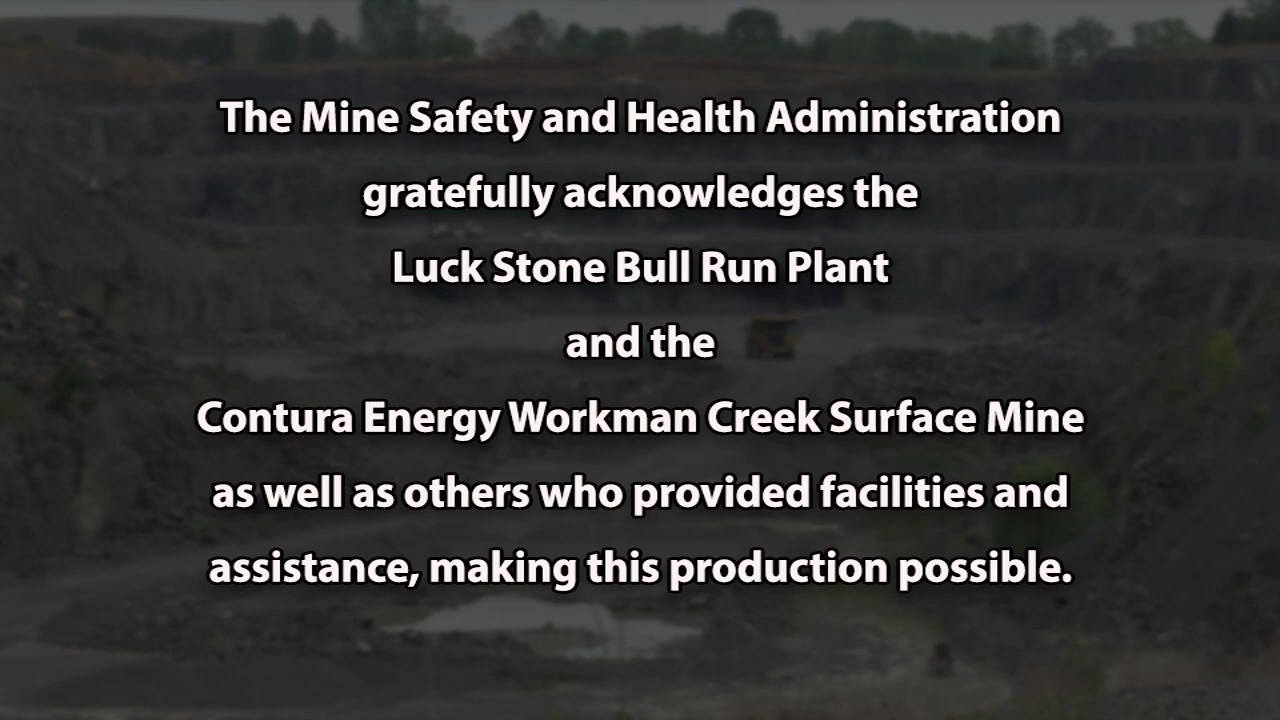 The Mine Safety and Health Administration
gratefully acknowledges the
Luck Stone Bull Run Plant
and the
Contura Energy Workman Creek Surface Mine
as well as others who provided facilities and
assistance, making this production possible.